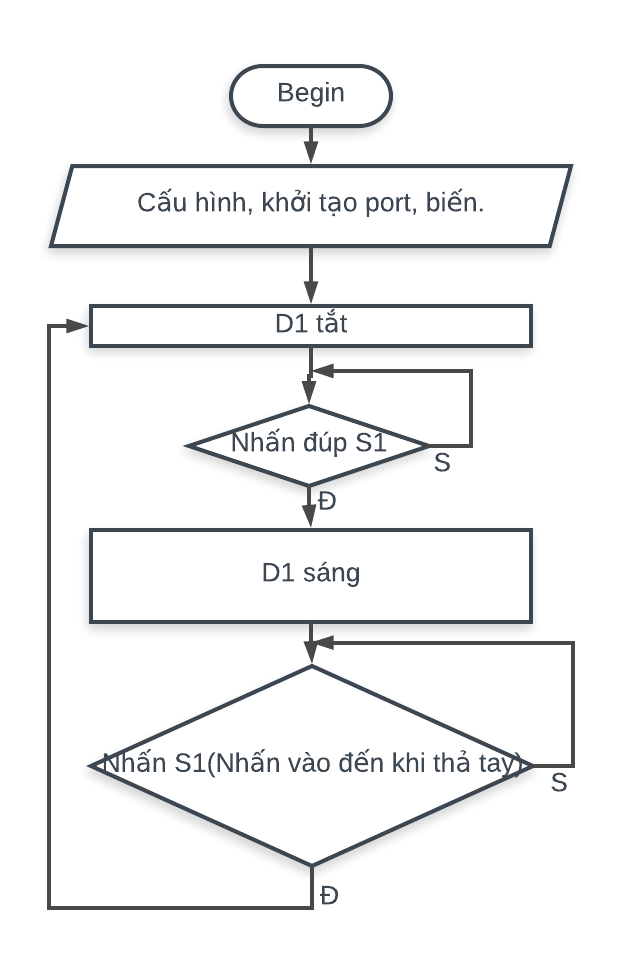 Begin
Cấu hình, khởi tạo port, biến.
D1 tắt
Nhấn đúp S1
S
Đ
D1 sáng
Nhấn S1(Nhấn vào đến khi thả tay)
S
Đ